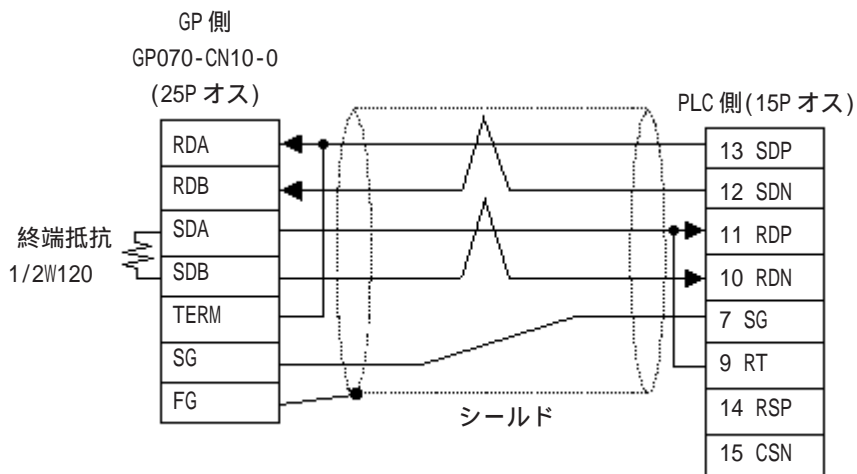 GP 側
GP070-CN10-0
(25P オス)
PLC 側(15P オス)
RDA
RDB
SDA
SDB
TERM
SG
FG
終端抵抗
1/2W120
シールド
13 SDP
12 SDN
11 RDP
10 RDN
7 SG
9 RT
14 RSP
15 CSN